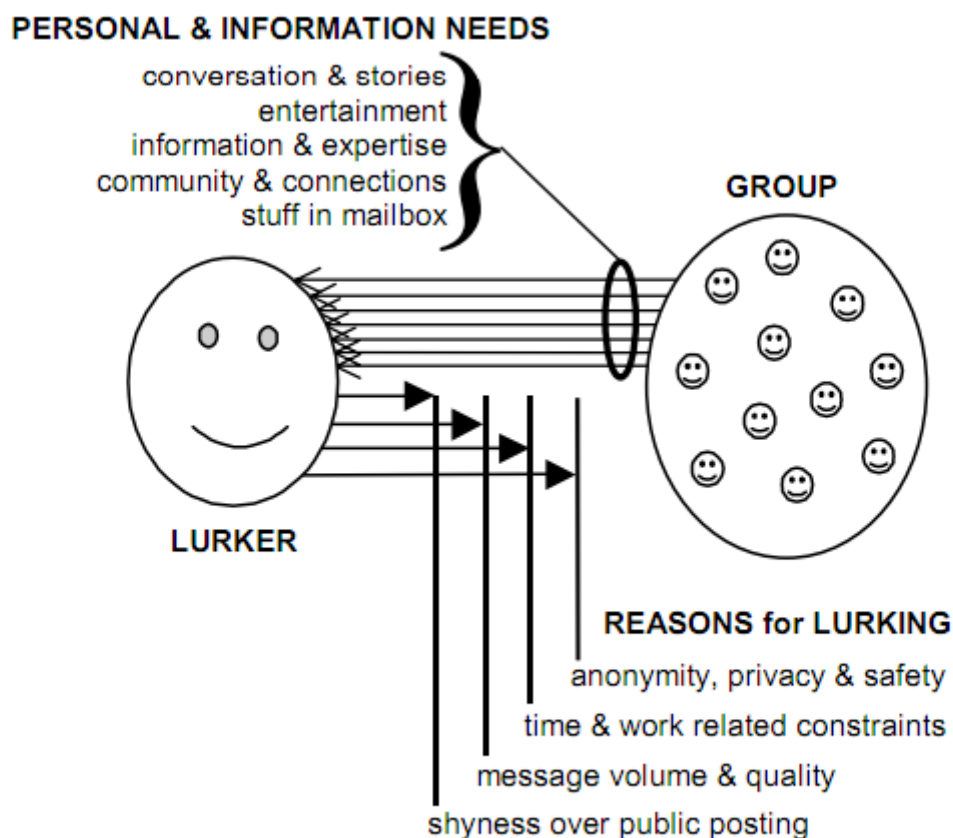 PERSONAL & INFORMATION NEEDS
conversation & stories
entertainment
information & expertise
community & connections
stuff in mailbox
GROUP
LURKER
REASONS for LURKING
anonymity, privacy & safety
time & work related constraints
message volume & quality
shyness over public posting